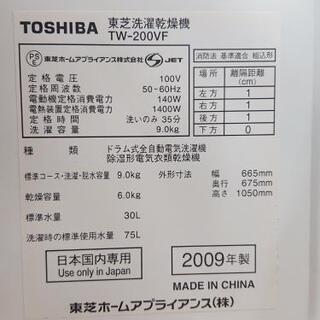 TOSHIBA 東芝洗濯乾燥機
TW-200VF
PS E 東芝ホームアプライアンス株式会社 S JET
定格電圧 100V
定格周波数 50-60Hz
電動機定格消費電力 140W
電熱装置定格消費電力 1400W
定格時間 洗いのみ 35分
洗濯容量 9.0kg
消防法 基準適合 組込形
場所 離隔距離(cm)
左方 1
右方 1
上方 1
後方 1
下方 0
種類 ドラム式全自動電気洗濯機
除湿形電気衣類乾燥機
標準コース・洗濯・脱水容量 9.0kg 外形寸法 幅 665mm
乾燥容量 6.0kg 奥行 675mm
高さ 1050mm
標準水量 30L
洗濯時の標準使用水量 75L
日本国内専用
Use only in Japan
2009年製
MADE IN CHINA
東芝ホームアプライアンス(株)